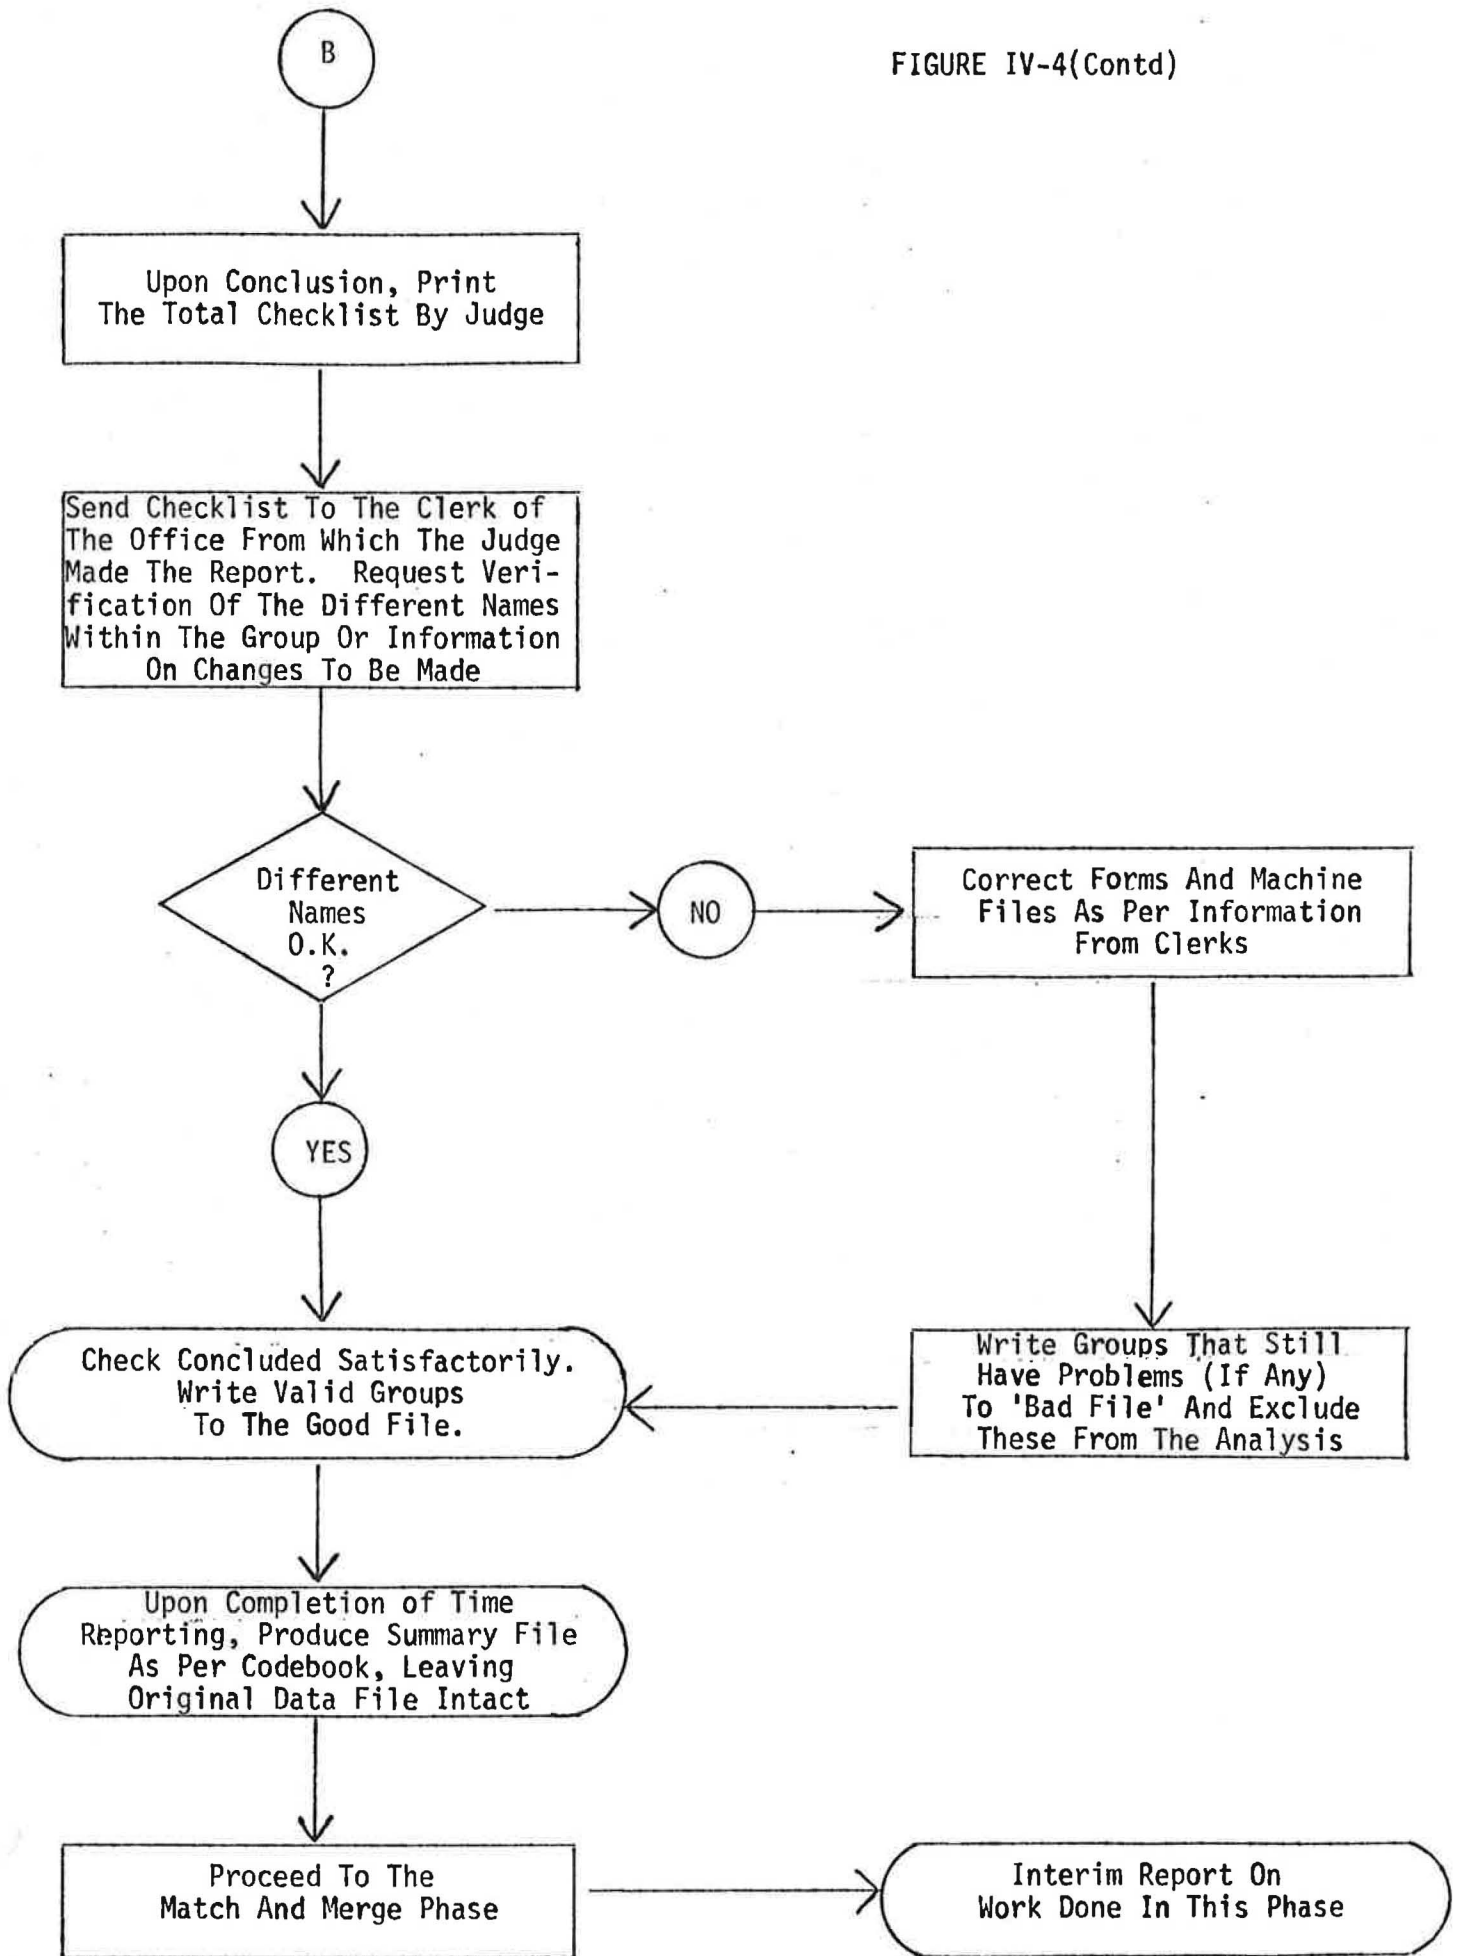 B
FIGURE IV-4(Contd)
Upon Conclusion, Print
The Total Checklist By Judge
Send Checklist To The Clerk of
The Office From Which The Judge
Made The Report.  Request Veri-
fication Of The Different Names
Within The Group Or Information
On Changes To Be Made
Different
Names
O.K.
?
NO
Correct Forms And Machine
Files As Per Information
From Clerks
YES
Check Concluded Satisfactorily.
Write Valid Groups
To The Good File.
Write Groups That Still
Have Problems (If Any)
To 'Bad File' And Exclude
These From The Analysis
Upon Completion of Time
Reporting, Produce Summary File
As Per Codebook, Leaving
Original Data File Intact
Proceed To The
Match And Merge Phase
Interim Report On
Work Done In This Phase